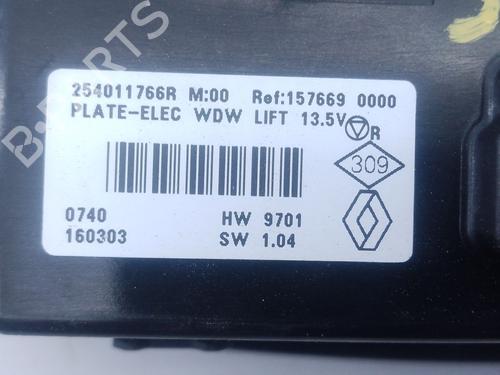 B-PARTS
254011766R M:00 Ref:157669 0000
PLATE-ELEC WDW LIFT 13.5V R
309
0740 HW 9701
160303 SW 1.04